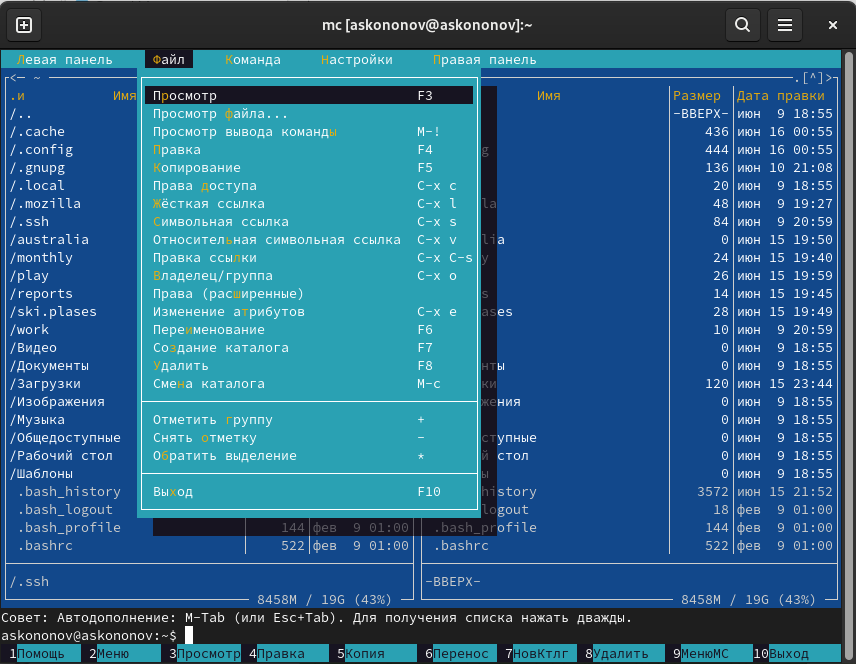 mc [askononov@askononov]:~
Левая панель Файл Команда Настройки Правая панель
<─ ~ .[^]>
.и Имя Просмотр F3 Имя Размер Дата правки
/.. Просмотр файла... -ВВЕРХ- июн 9 18:55
/.cache Просмотр вывода команды M-! 436 июн 16 00:55
/.config Правка F4 g 444 июн 16 00:55
/.gnupg Копирование F5 136 июн 10 21:08
/.local Права доступа C-x c 20 июн 9 18:55
/.mozilla Жёсткая ссылка C-x l la 48 июн 9 19:27
/.ssh Символьная ссылка C-x s 84 июн 9 20:59
/australia Относительная символьная ссылка C-x v lia 0 июн 15 19:50
/monthly Правка ссылки C-x C-s y 24 июн 15 19:40
/play Владелец/группа C-x o 26 июн 15 19:59
/reports Права (расширенные) s 14 июн 15 19:45
/ski.plases Изменение атрибутов C-x e ases 28 июн 15 19:49
/work Переименование F6 10 июн 9 20:59
/Видео Создание каталога F7 0 июн 9 18:55
/Документы Удалить F8 нты 0 июн 9 18:55
/Загрузки Смена каталога M-c ки 120 июн 15 23:44
/Изображения жения 0 июн 9 18:55
/Музыка Отметить группу + 0 июн 9 18:55
/Общедоступные Снять отметку - ступные 0 июн 9 18:55
/Рабочий стол Обратить выделение * й стол 0 июн 9 18:55
/Шаблоны ы 0 июн 9 18:55
.bash_history Выход F10 history 3572 июн 15 21:52
.bash_logout logout 18 фев 9 01:00
.bash_profile 144 фев 9 01:00 .bash_profile 144 фев 9 01:00
.bashrc 522 фев 9 01:00 .bashrc 522 фев 9 01:00
/.ssh -ВВЕРХ-
8458M / 19G (43%) 8458M / 19G (43%)
Совет: Автодополнение: M-Tab (или Esc+Tab). Для получения списка нажать дважды.
askononov@askononov:~$
1Помощь 2Меню 3Просмотр 4Правка 5Копия 6Перенос 7НовКтлг 8Удалить 9МенюMC 10Выход